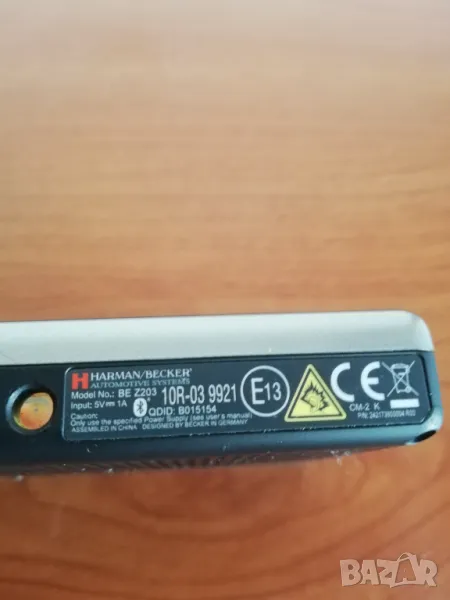 HARMAN/BECKER
AUTOMOTIVE SYSTEMS
Model No.: BE Z203
10R-03 9921
E13
Input: 5V 1A
QDID: B015154
Caution:
Only use the specified Power Supply (see user's manual)
ASSEMBLED IN CHINA DESIGNED BY BECKER IN GERMANY
CE
CM-2 K
P/N:
BAZAR